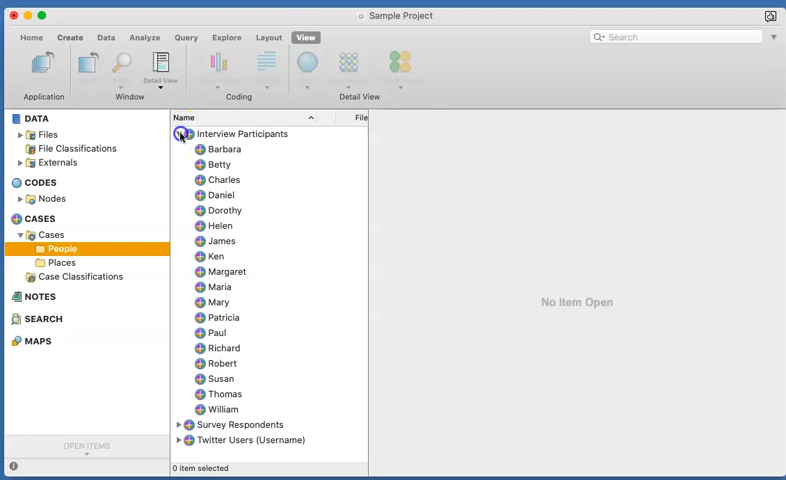 Sample Project
Home Create Data Analyze Query Explore Layout View
Search
Detail View
Application Window Coding Detail View
DATA
Files
File Classifications
Externals
CODES
Nodes
CASES
Cases
People
Places
Case Classifications
NOTES
SEARCH
MAPS
OPEN ITEMS
Name File
Interview Participants
Barbara
Betty
Charles
Daniel
Dorothy
Helen
James
Ken
Margaret
Maria
Mary
Patricia
Paul
Richard
Robert
Susan
Thomas
William
Survey Respondents
Twitter Users (Username)
0 item selected
No Item Open